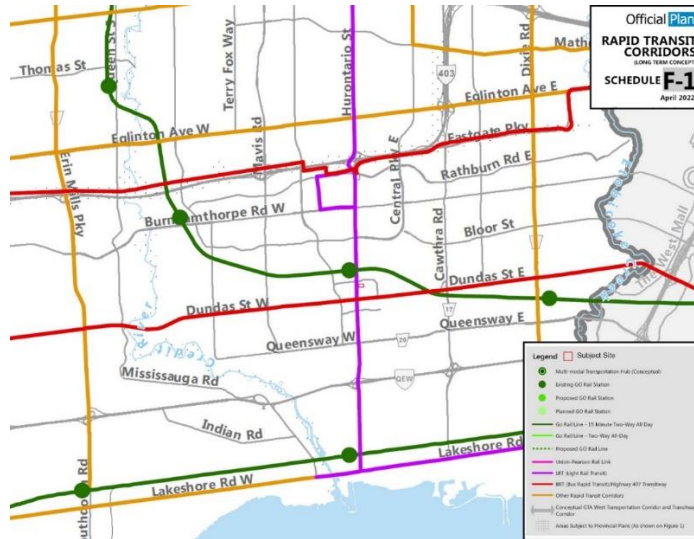 Official Plan
RAPID TRANSIT
CORRIDORS
(LONG TERM CONCEPT)
SCHEDULE F-1
April 2022
Thomas St
Queen St S
Terry Fox Way
Hurontario St
403
Dixie Rd
Mathe
Eglinton Ave E
Eglinton Ave W
Mavis Rd
Eastgate Pky
Central Pky E
Rathburn Rd E
Erin Mills Pky
Burnhamthorpe Rd W
Bloor St
Cawthra Rd
Dundas St E
The West Mall
Dundas St W
Credit River
Queensway E
Queensway W
Mississauga Rd
QEW
Indian Rd
Lakeshore Rd
Lakeshore Rd W
Southdown Rd
Legend Subject Site
Multi-modal Transportation Hub (Conceptual)
Existing GO Rail Station
Proposed GO Rail Station
Planned GO Rail Station
Go Rail Line - 15 Minute Two-Way All Day
Go Rail Line - Two-Way All-Day
Proposed GO Rail Line
Union-Pearson Rail Link
LRT (Light Rail Transit)
BRT (Bus Rapid Transit)/Highway 407 Transitway
Other Rapid Transit Corridors
Conceptual GTA West Transportation Corridor and Transitway
Corridor
Areas Subject to Provincial Plans (As shown on Figure 1)